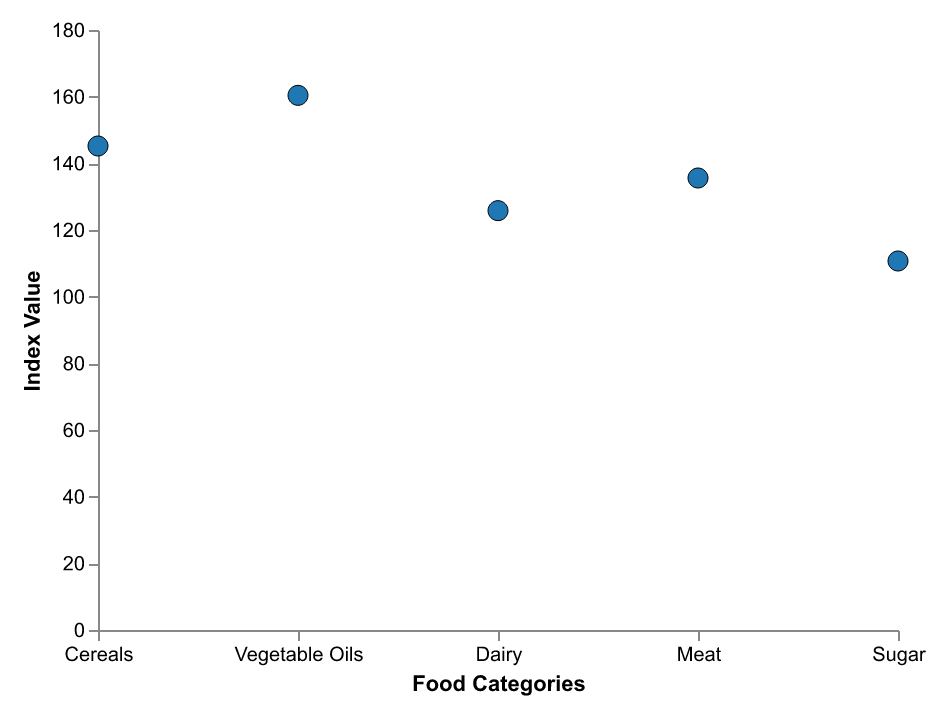 180
160
140
120
100
80
60
40
20
0
Index Value
Cereals
Vegetable Oils
Dairy
Meat
Sugar
Food Categories